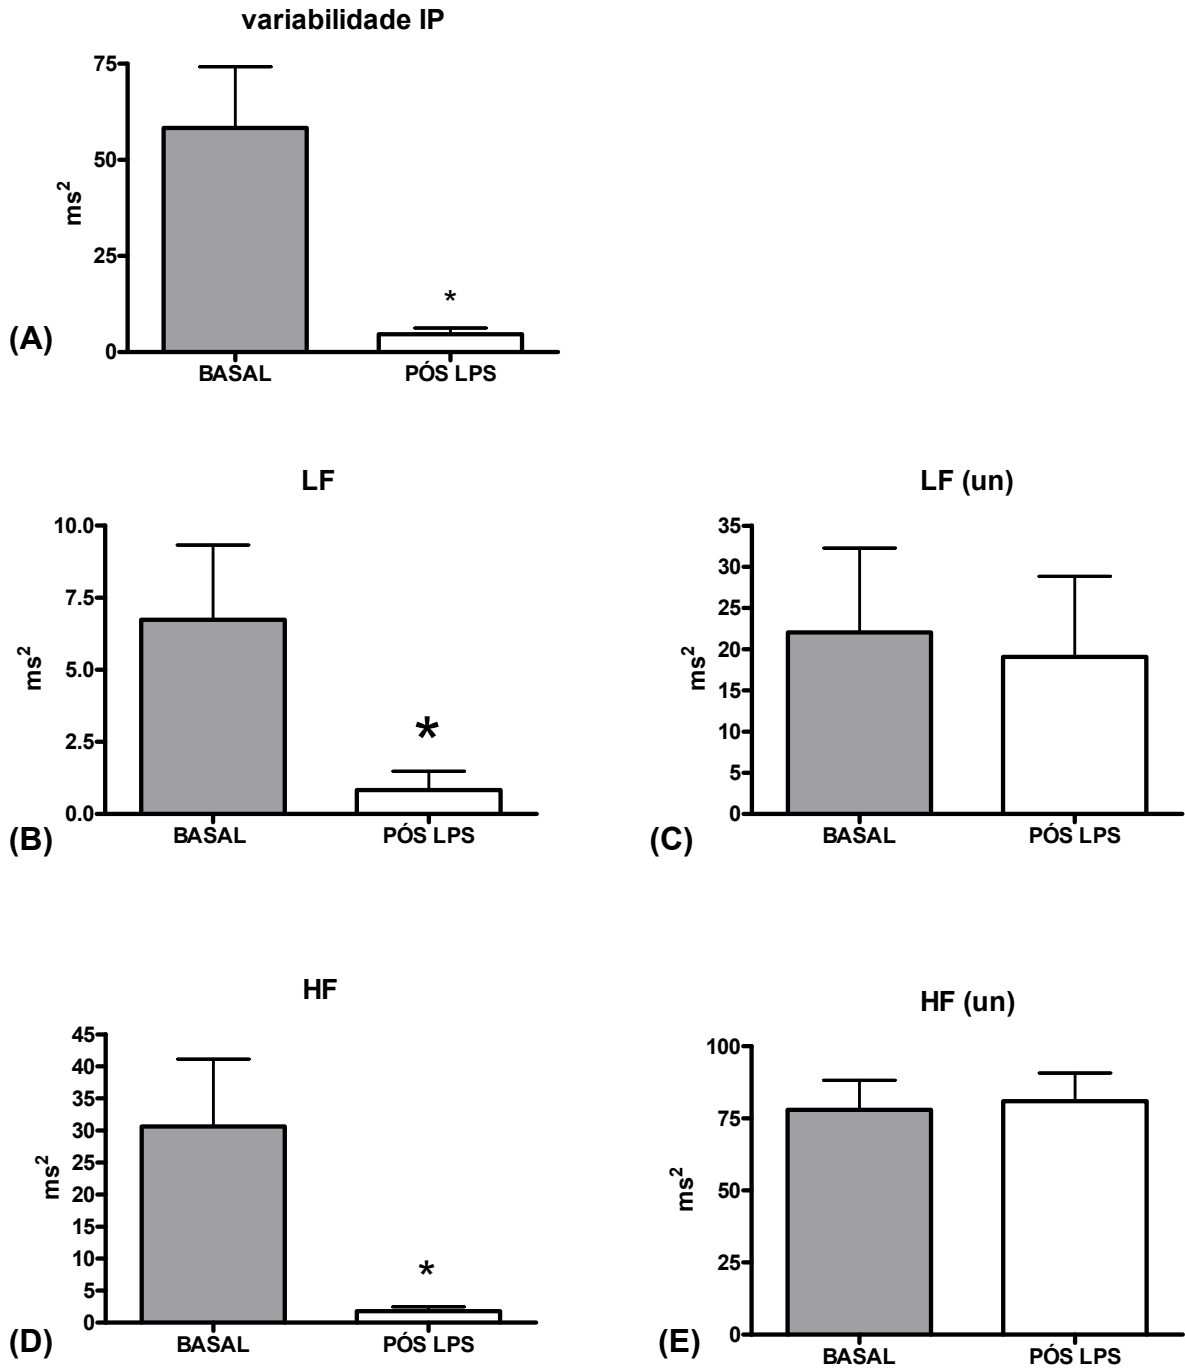 variabilidade IP
75
50
25
0
ms²
BASAL PÓS LPS
*
(A)
LF
10.0
7.5
5.0
2.5
0.0
ms²
BASAL PÓS LPS
*
(B)
LF (un)
35
30
25
20
15
10
5
0
ms²
BASAL PÓS LPS
(C)
HF
45
40
35
30
25
20
15
10
5
0
ms²
BASAL PÓS LPS
*
(D)
HF (un)
100
75
50
25
0
ms²
BASAL PÓS LPS
(E)